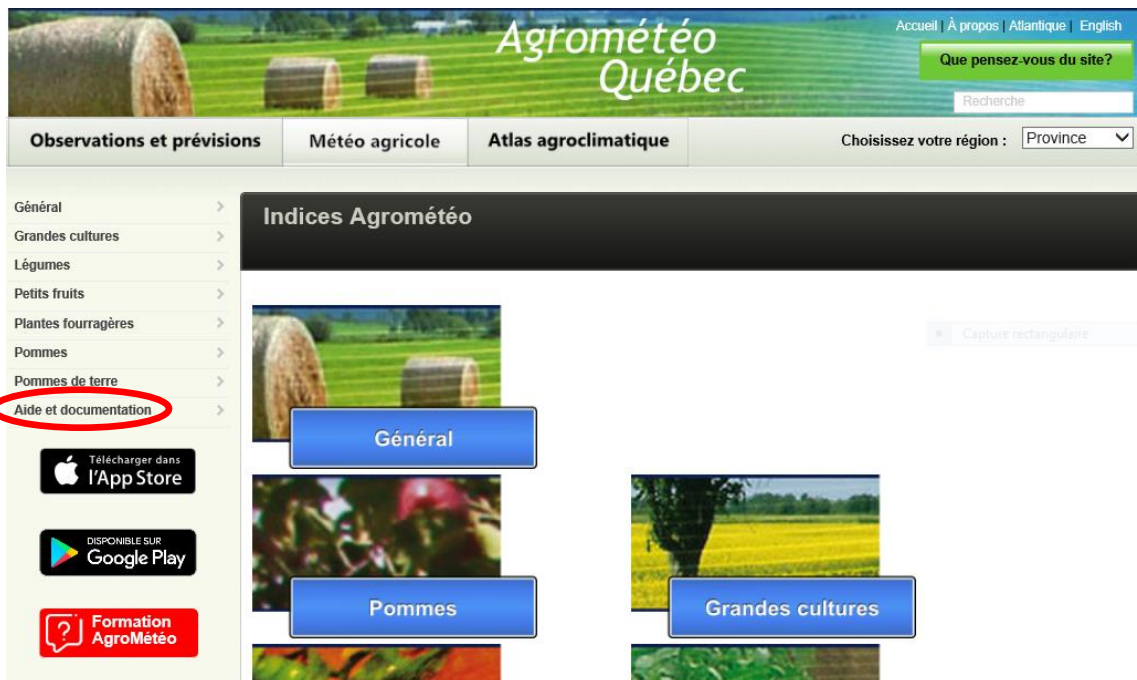 Agrométéo
Québec
Accueil | À propos | Atlantique | English
Que pensez-vous du site?
Recherche
Observations et prévisions
Météo agricole
Atlas agroclimatique
Choisissez votre région :
Province
Général
Grandes cultures
Légumes
Petits fruits
Plantes fourragères
Pommes
Pommes de terre
Aide et documentation
Télécharger dans
l'App Store
DISPONIBLE SUR
Google Play
Formation
AgroMétéo
Indices Agrométéo
Capture rectangulaire
Général
Pommes
Grandes cultures